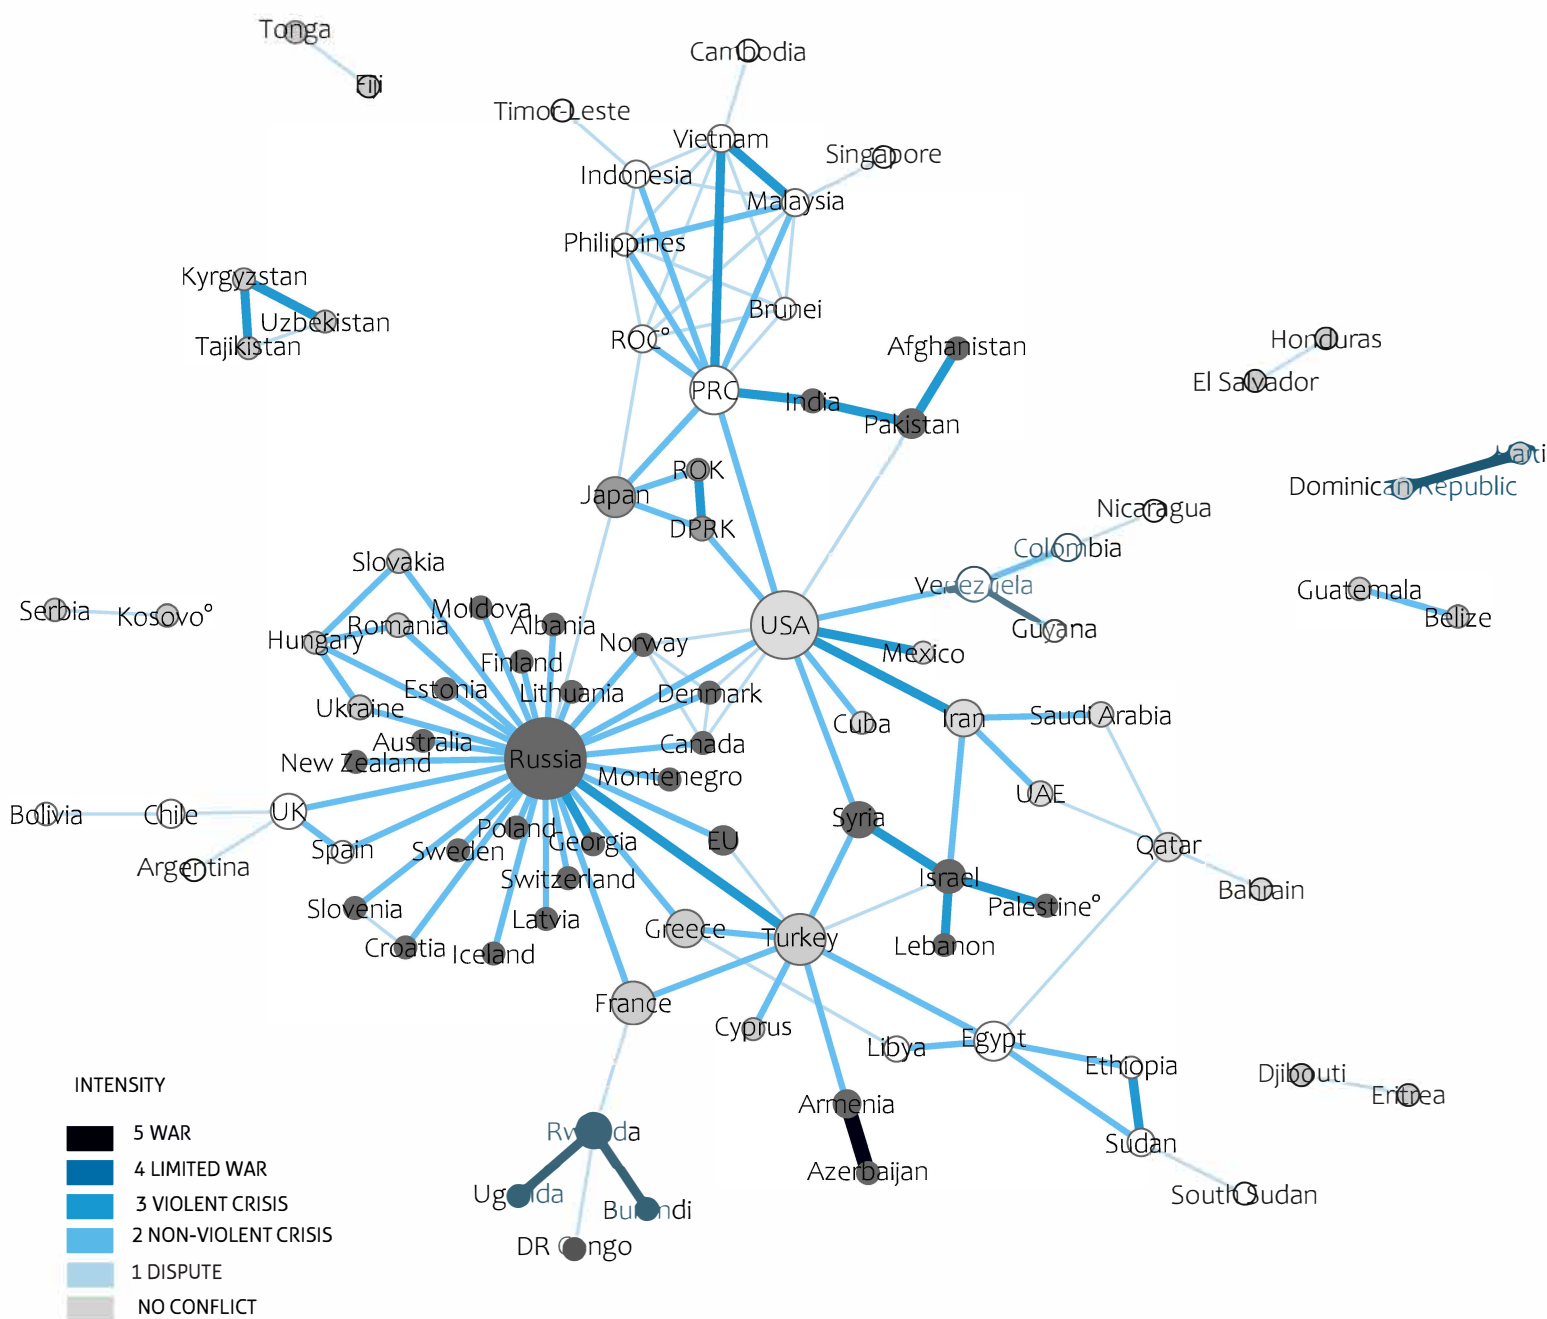 Tonga
Fiji
Cambodia
Timor-Leste
Vietnam
Singapore
Indonesia
Malaysia
Philippines
Kyrgyzstan
Brunei
Uzbekistan
ROC°
Tajikistan
Afghanistan
Honduras
El Salvador
PRC
India
Pakistan
Haiti
ROK
Japan
Dominican Republic
Nicaragua
DPRK
Colombia
Slovakia
Venezuela
Guatemala
Serbia
Kosovo°
Moldova
Belize
Romania
Albania
USA
Guyana
Hungary
Norway
Mexico
Finland
Estonia
Lithuania
Denmark
Ukraine
Cuba
Iran
Saudi Arabia
Australia
Canada
New Zealand
Russia
Montenegro
UAE
Bolivia
Chile
UK
Syria
Poland
Georgia
EU
Spain
Sweden
Qatar
Argentina
Switzerland
Israel
Bahrain
Slovenia
Palestine°
Latvia
Greece
Turkey
Croatia
Iceland
Lebanon
France
Cyprus
Libya
Egypt
Ethiopia
Djibouti
Eritrea
INTENSITY
Armenia
5 WAR
Rwanda
Sudan
4 LIMITED WAR
Azerbaijan
Uganda
South Sudan
3 VIOLENT CRISIS
Burundi
2 NON-VIOLENT CRISIS
DR Congo
1 DISPUTE
NO CONFLICT